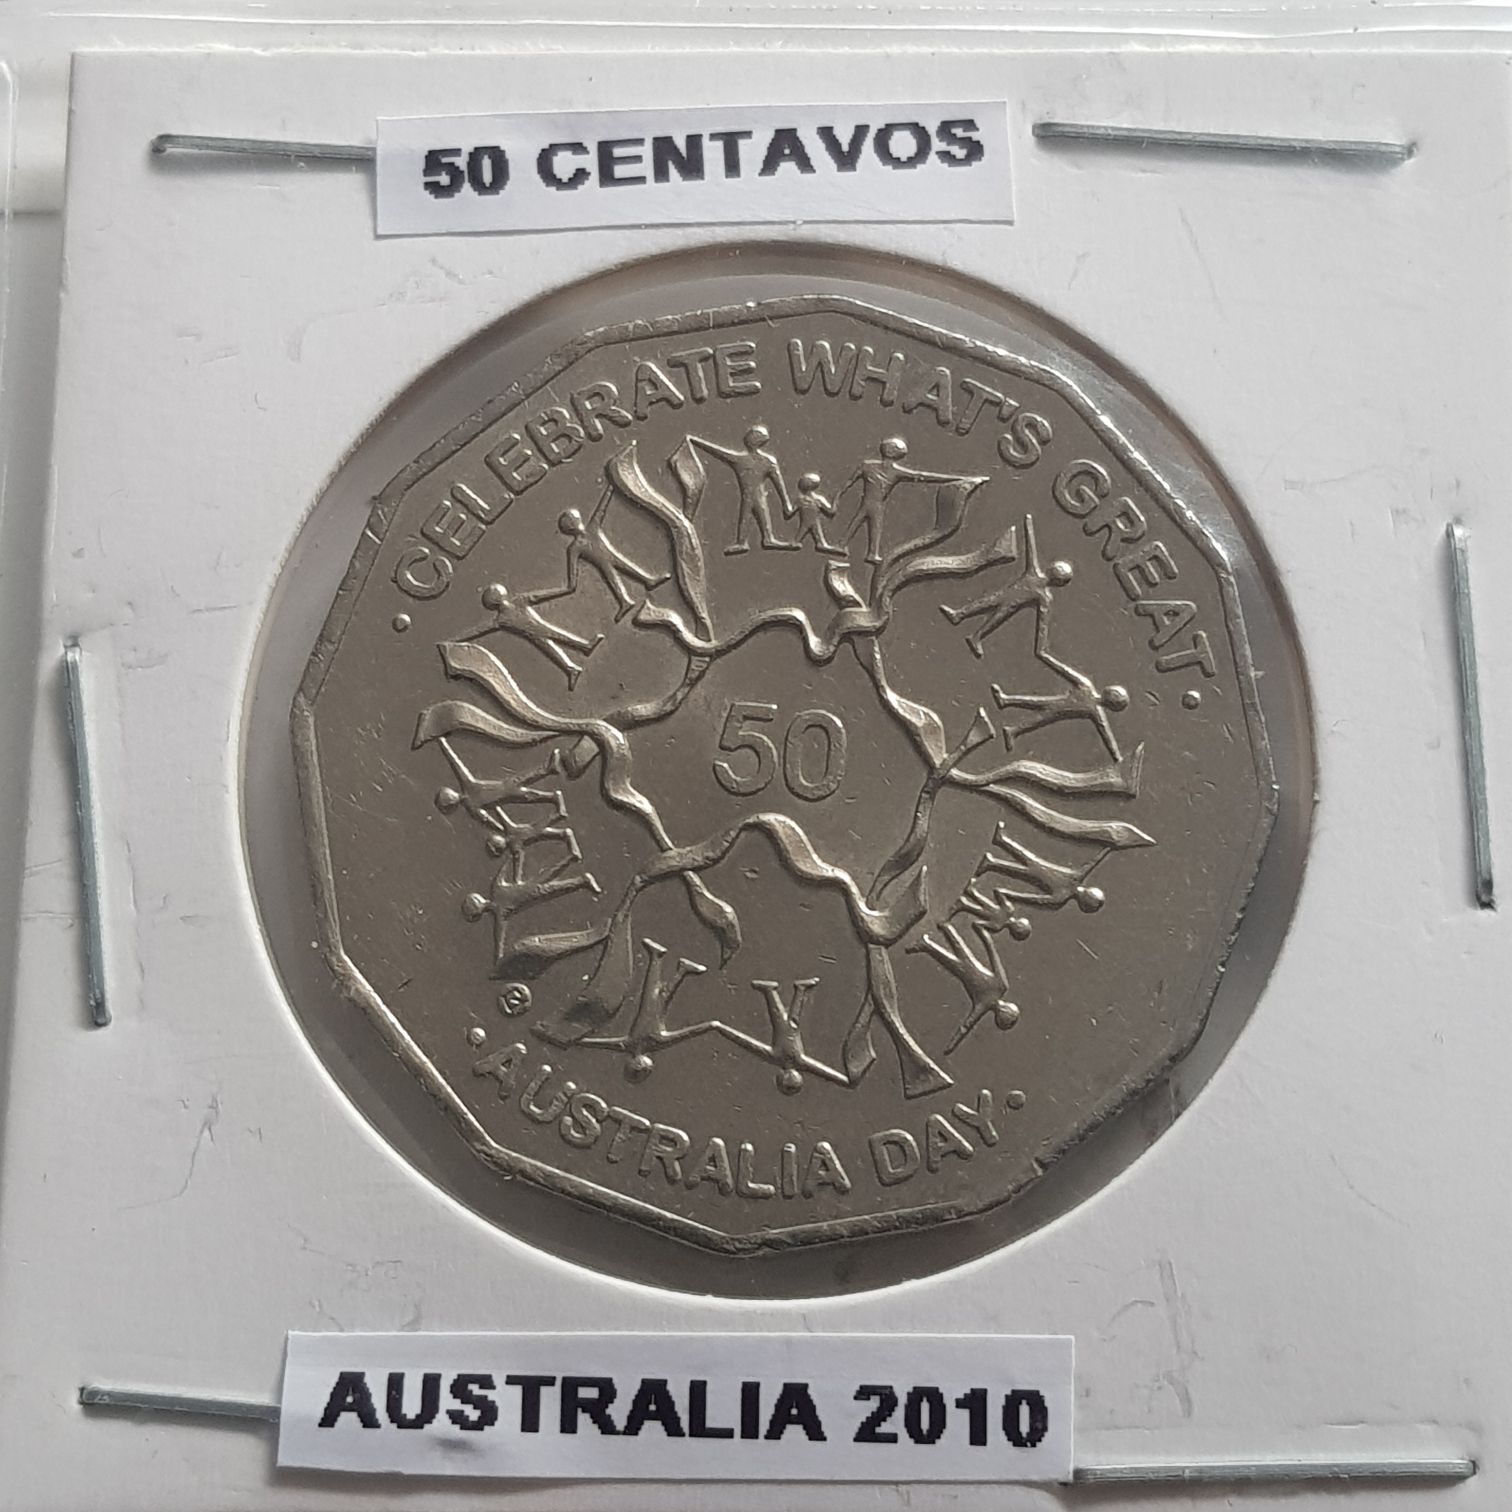 50 CENTAVOS
· CELEBRATE WHAT'S GREAT ·
50
· AUSTRALIA DAY ·
AUSTRALIA 2010